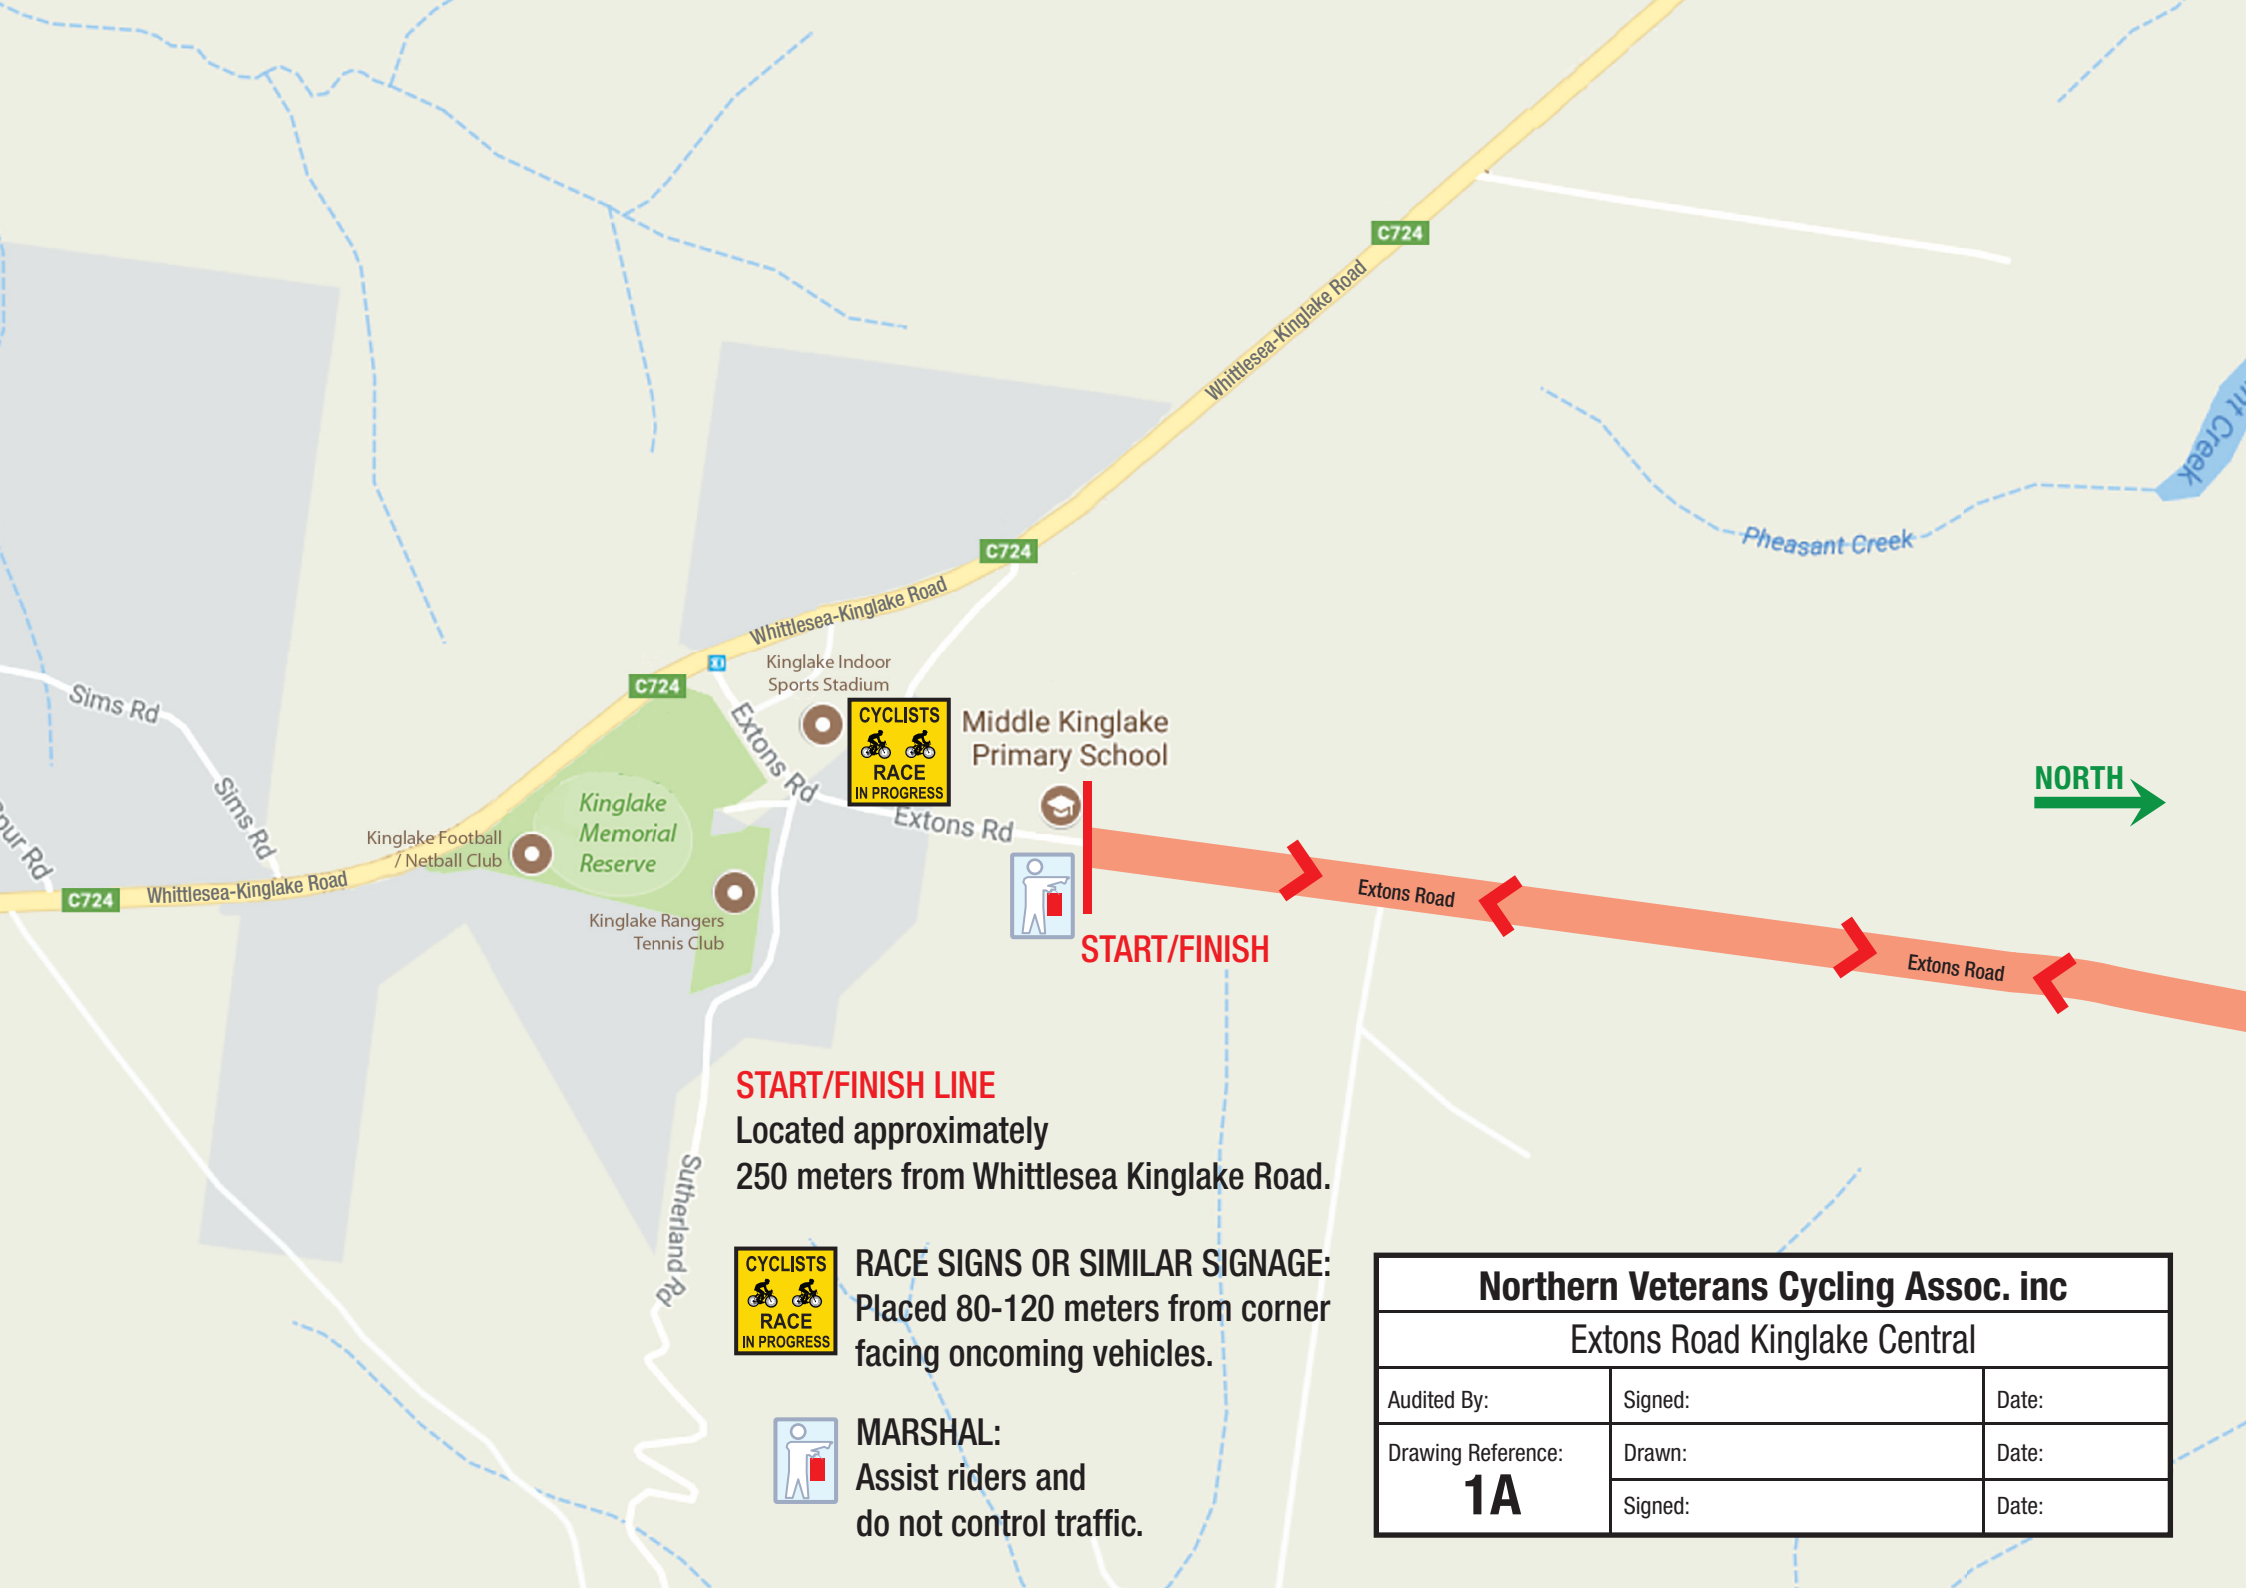 C724
Whittlesea-Kinglake Road
Creek
Pheasant Creek
C724
Whittlesea-Kinglake Road
Kinglake Indoor
Sports Stadium
C724
Sims Rd
Extons Rd
CYCLISTS
RACE
IN PROGRESS
Middle Kinglake
Primary School
Sims Rd
NORTH
Kinglake
Memorial
Reserve
Extons Rd
Kinglake Football
/ Netball Club
Rd
C724
Whittlesea-Kinglake Road
Extons Road
Kinglake Rangers
Tennis Club
START/FINISH
Extons Road
START/FINISH LINE
Located approximately
250 meters from Whittlesea Kinglake Road.
Sutherland Rd
CYCLISTS
RACE
IN PROGRESS
RACE SIGNS OR SIMILAR SIGNAGE:
Placed 80-120 meters from corner
facing oncoming vehicles.
MARSHAL:
Assist riders and
do not control traffic.
Northern Veterans Cycling Assoc. inc
Extons Road Kinglake Central
Audited By:
Signed:
Date:
Drawing Reference:
1A
Drawn:
Date:
Signed:
Date: